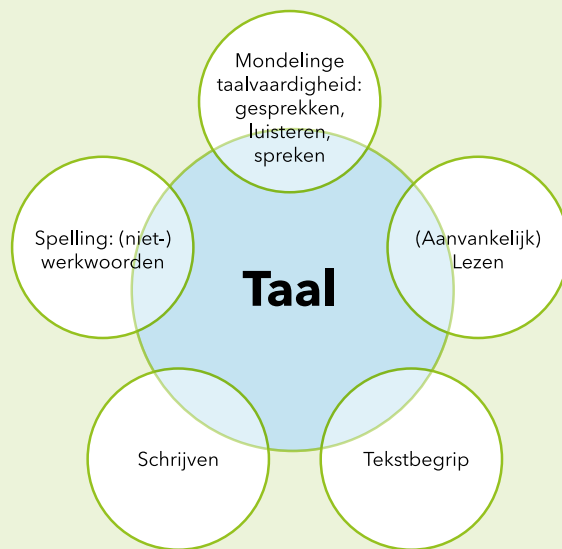 Mondelinge
taalvaardigheid:
gesprekken,
luisteren,
spreken
Spelling: (niet-)
werkwoorden
(Aanvankelijk)
Lezen
Taal
Schrijven
Tekstbegrip